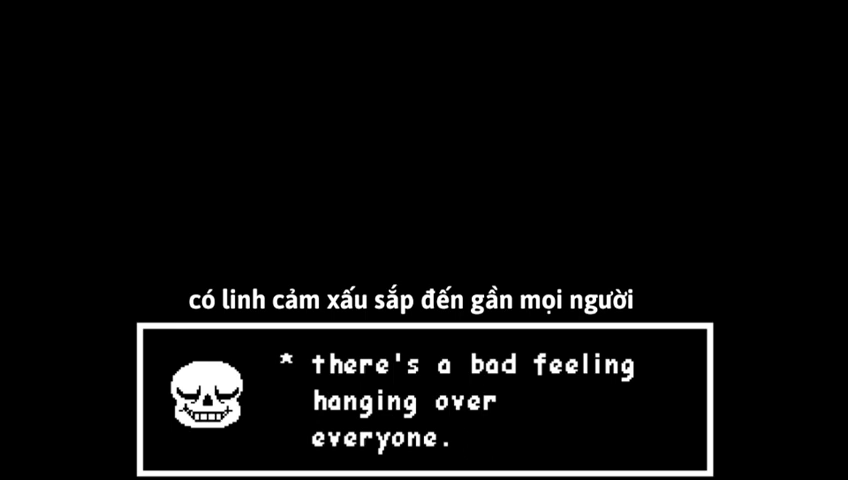 có linh cảm xấu sắp đến gần mọi người
* there's a bad feeling
hanging over
everyone.